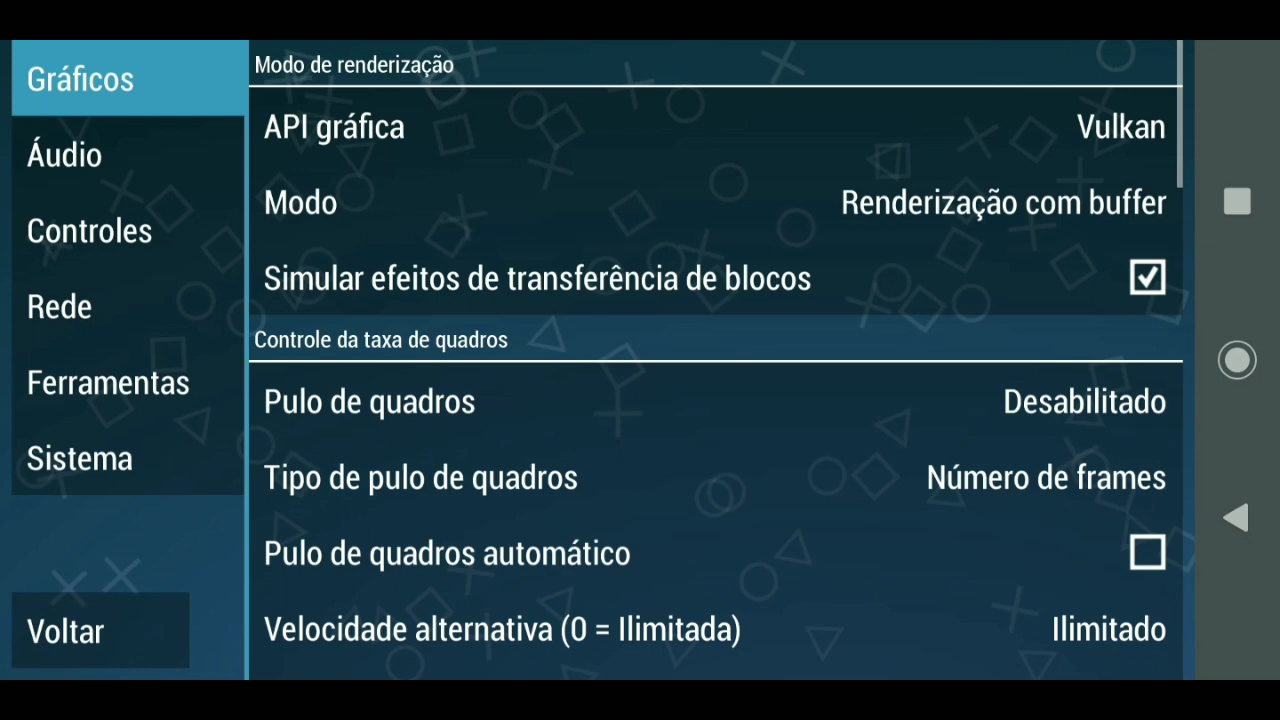 Gráficos
Áudio
Controles
Rede
Ferramentas
Sistema
Voltar
Modo de renderização
API gráfica Vulkan
Modo Renderização com buffer
Simular efeitos de transferência de blocos
Controle da taxa de quadros
Pulo de quadros Desabilitado
Tipo de pulo de quadros Número de frames
Pulo de quadros automático
Velocidade alternativa (0 = Ilimitada) Ilimitado